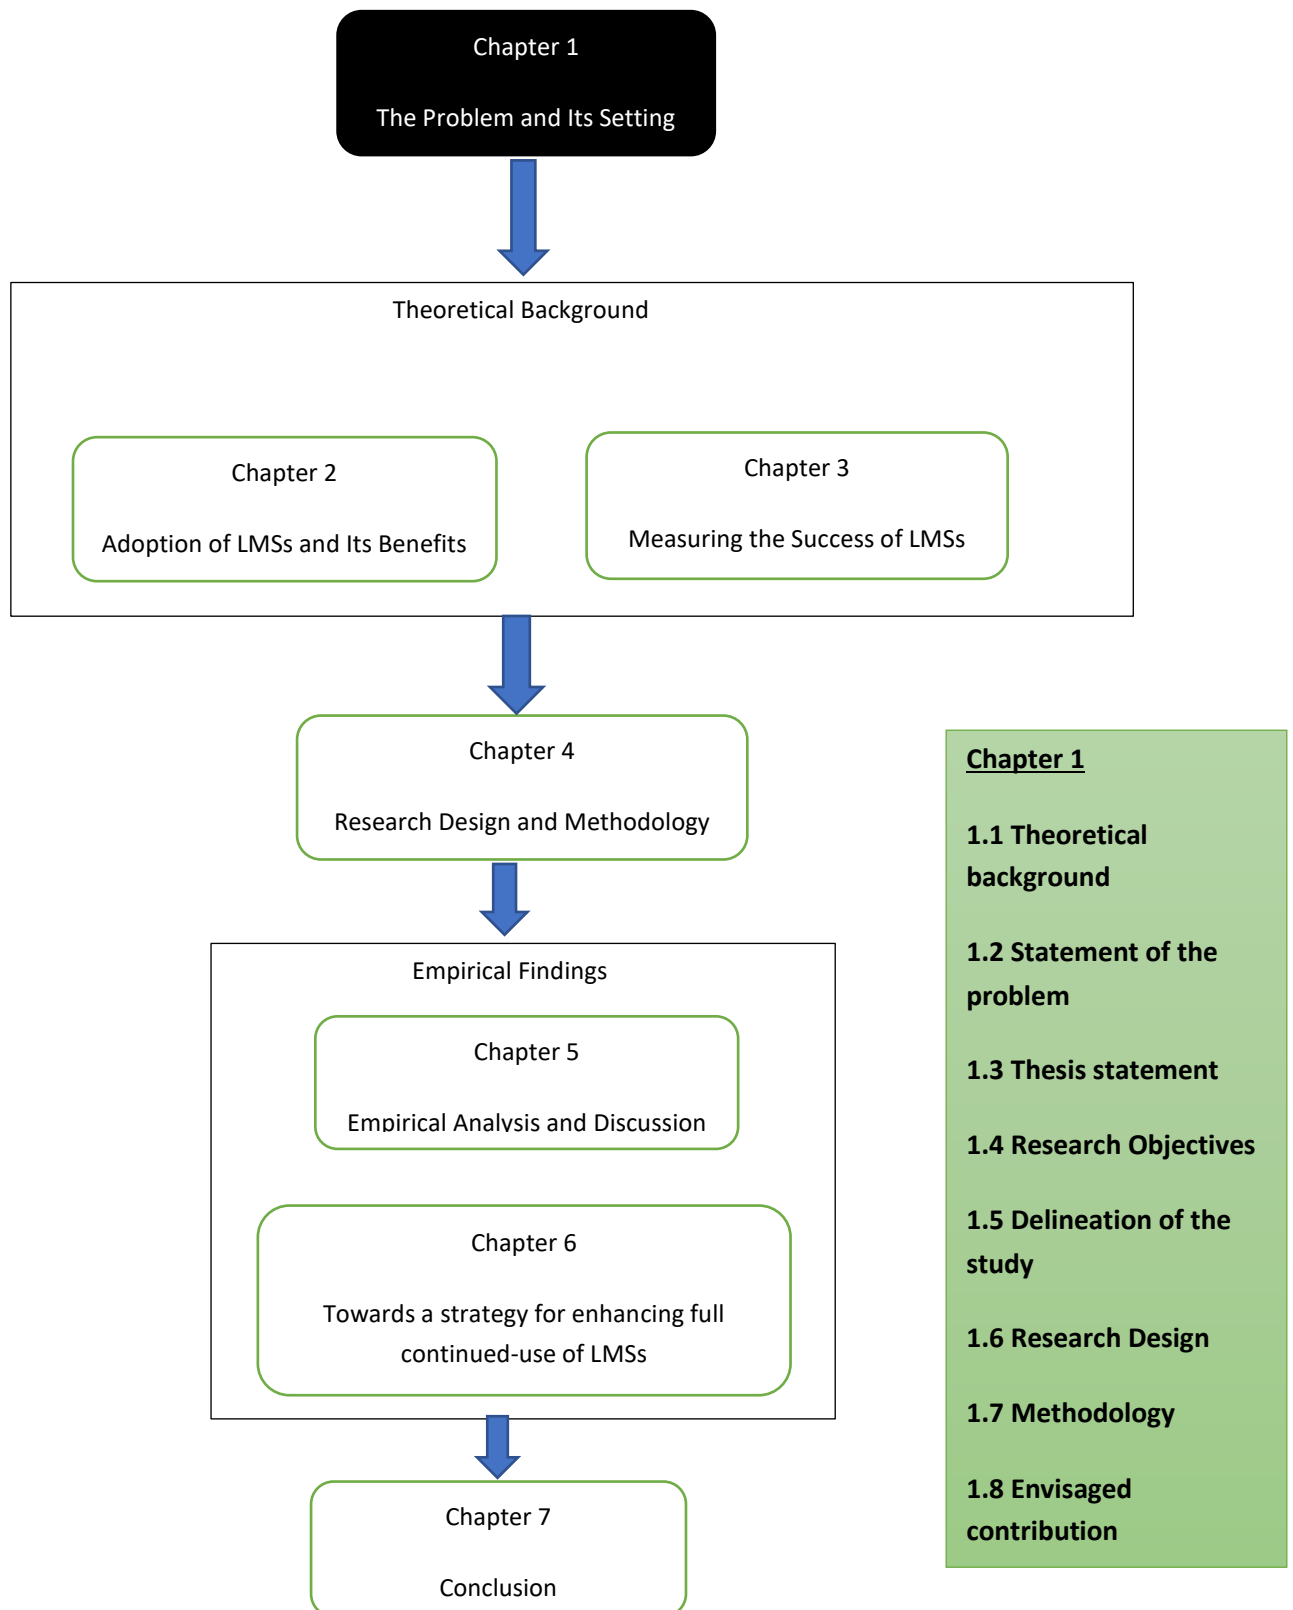 Chapter 1
The Problem and Its Setting
Theoretical Background
Chapter 2
Adoption of LMSs and Its Benefits
Chapter 3
Measuring the Success of LMSs
Chapter 4
Research Design and Methodology
Empirical Findings
Chapter 5
Empirical Analysis and Discussion
Chapter 6
Towards a strategy for enhancing full
continued-use of LMSs
Chapter 7
Conclusion
Chapter 1
1.1 Theoretical
background
1.2 Statement of the
problem
1.3 Thesis statement
1.4 Research Objectives
1.5 Delineation of the
study
1.6 Research Design
1.7 Methodology
1.8 Envisaged
contribution